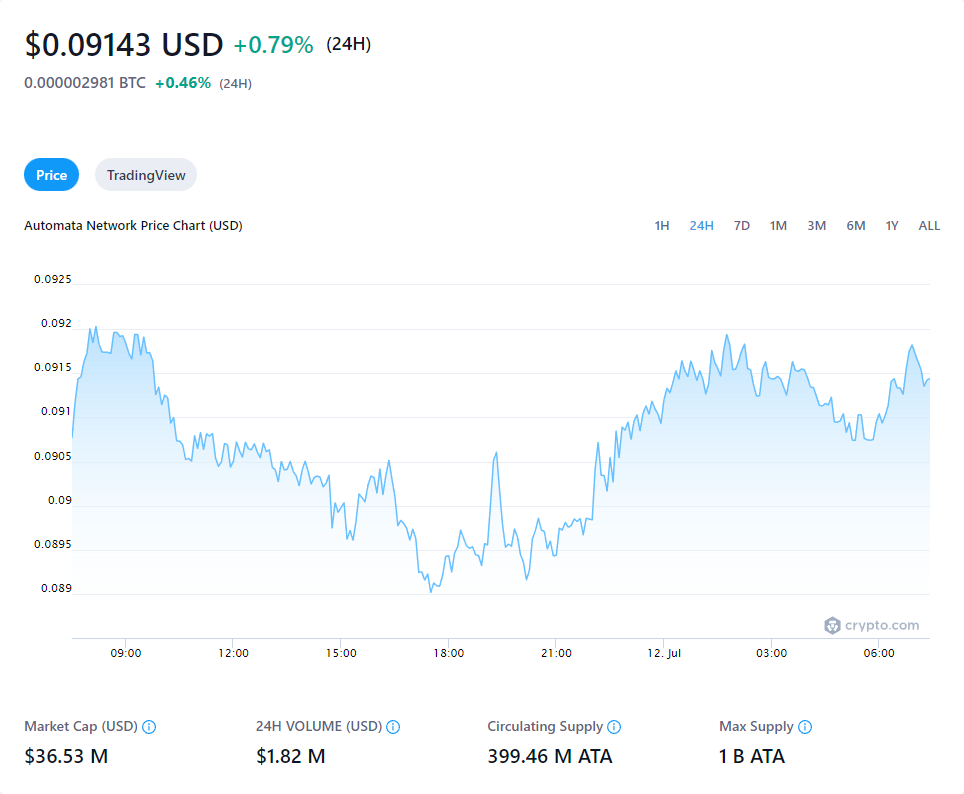 $0.09143 USD +0.79% (24H)
0.000002981 BTC +0.46% (24H)
Price TradingView
Automata Network Price Chart (USD) 1H 24H 7D 1M 3M 6M 1Y ALL
0.0925
0.092
0.0915
0.091
0.0905
0.09
0.0895
0.089
crypto.com
09:00 12:00 15:00 18:00 21:00 12. Jul 03:00 06:00
Market Cap (USD) 24H VOLUME (USD) Circulating Supply Max Supply
$36.53 M $1.82 M 399.46 M ATA 1 B ATA